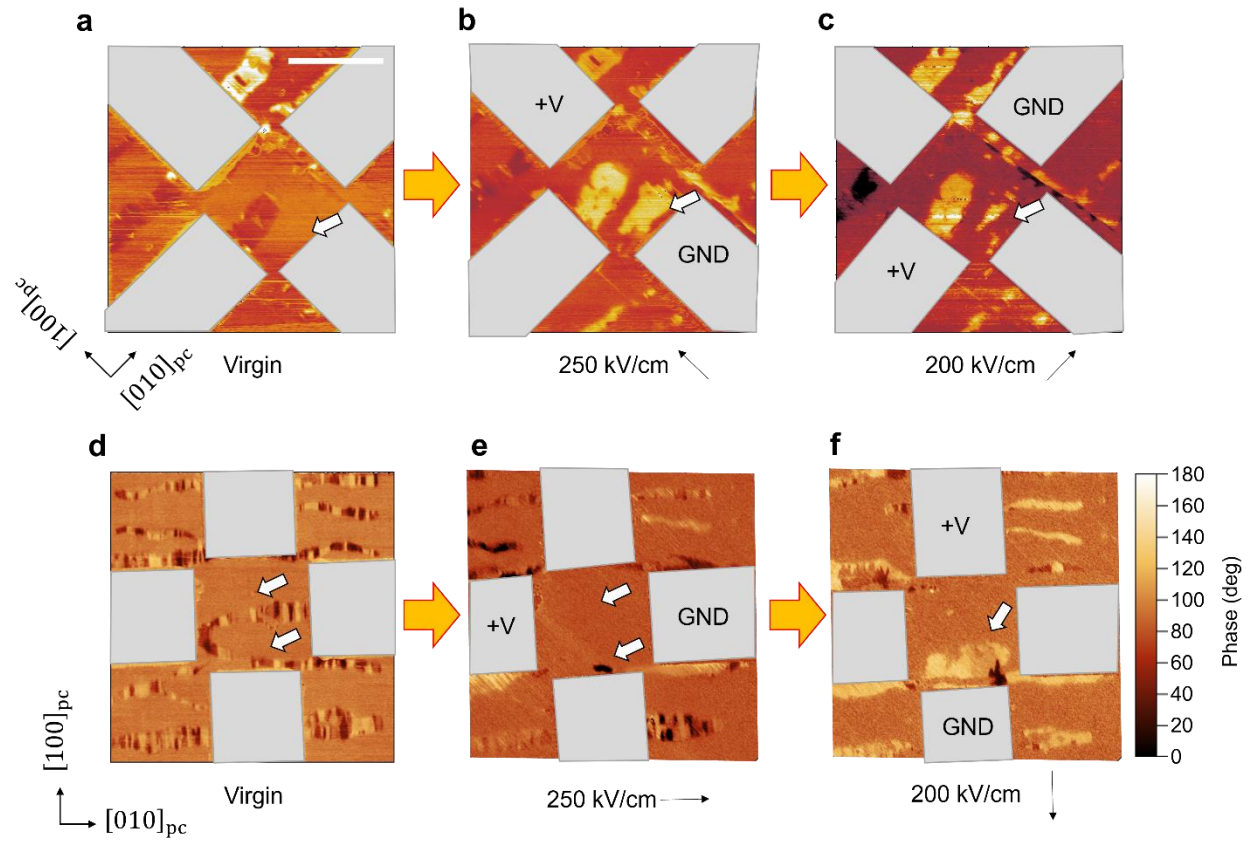 a
b
c
+V
GND
GND
+V
[100]pc
[010]pc
Virgin
250 kV/cm
200 kV/cm
d
e
f
+V
GND
+V
GND
180
160
140
120
100
80
60
40
20
0
Phase (deg)
[100]pc
[010]pc
Virgin
250 kV/cm
200 kV/cm